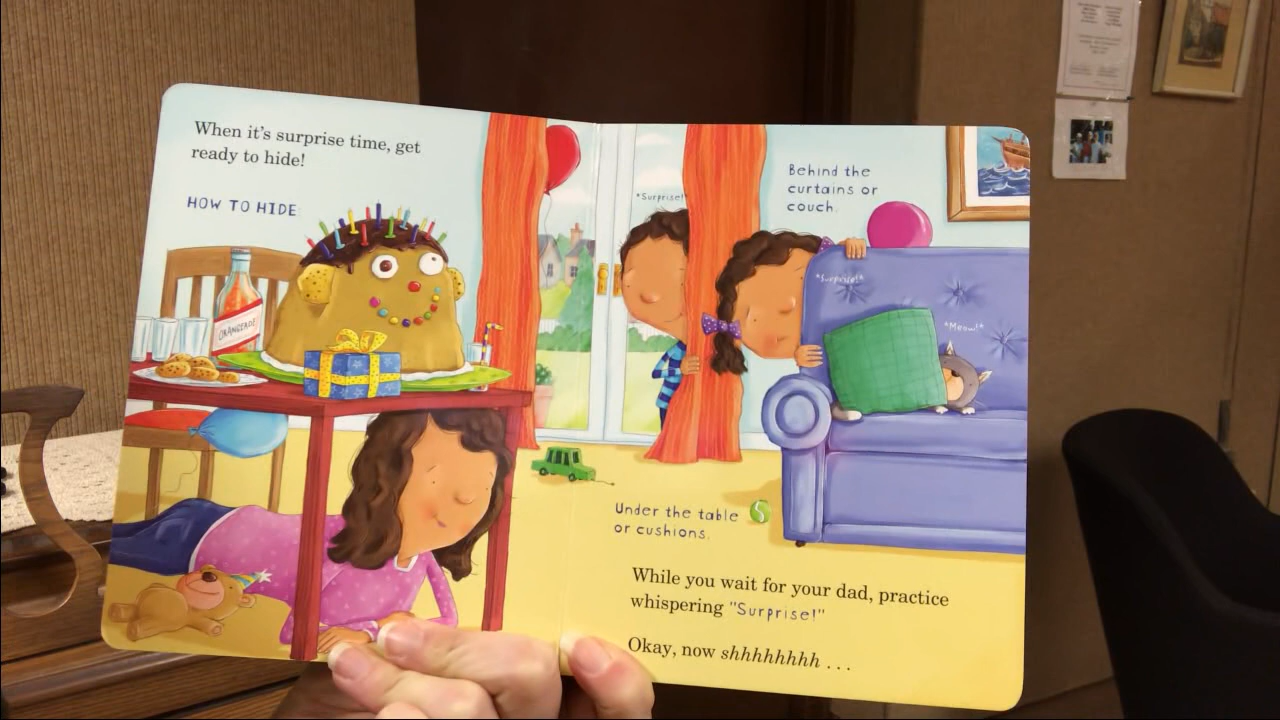 When it's surprise time, get
ready to hide!
HOW TO HIDE
ORANGEADE
*Surprise!*
Behind the
curtains or
couch.
*Surprise!*
*Meow!*
Under the table
or cushions.
While you wait for your dad, practice
whispering "Surprise!"
Okay, now shhhhhhhh . . .